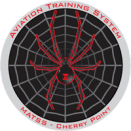 AVIATION TRAINING SYSTEM
MATSS - CHERRY POINT